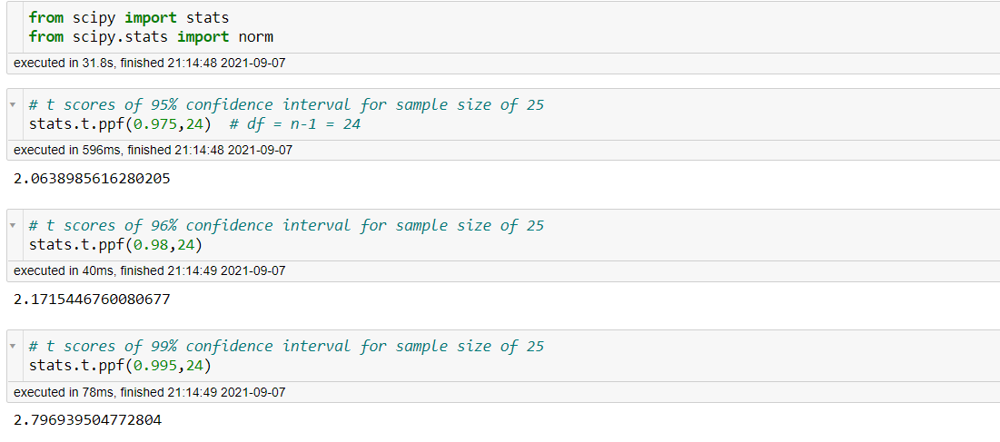 from scipy import stats
from scipy.stats import norm
executed in 31.8s, finished 21:14:48 2021-09-07
# t scores of 95% confidence interval for sample size of 25
stats.t.ppf(0.975,24)  # df = n-1 = 24
executed in 596ms, finished 21:14:48 2021-09-07
2.0638985616280205
# t scores of 96% confidence interval for sample size of 25
stats.t.ppf(0.98,24)
executed in 40ms, finished 21:14:49 2021-09-07
2.1715446760080677
# t scores of 99% confidence interval for sample size of 25
stats.t.ppf(0.995,24)
executed in 78ms, finished 21:14:49 2021-09-07
2.796939504772804